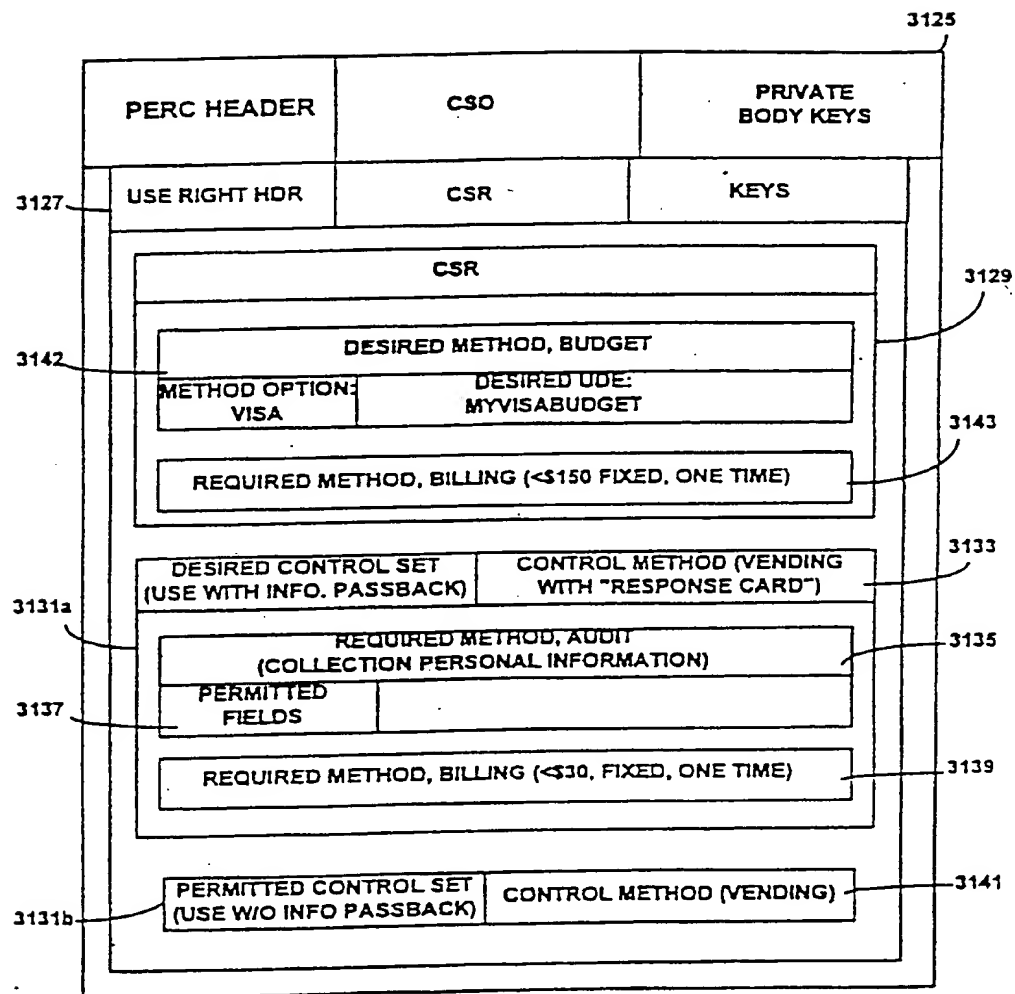 3125
PERC HEADER
CSO
PRIVATE
BODY KEYS
3127
USE RIGHT HDR
CSR
KEYS
CSR
3129
3142
DESIRED METHOD, BUDGET
METHOD OPTION:
VISA
DESIRED UDE:
MYVISABUDGET
3143
REQUIRED METHOD, BILLING (<$150 FIXED, ONE TIME)
DESIRED CONTROL SET
(USE WITH INFO. PASSBACK)
CONTROL METHOD (VENDING
WITH "RESPONSE CARD")
3133
3131a
REQUIRED METHOD, AUDIT
(COLLECTION PERSONAL INFORMATION)
3135
3137
PERMITTED
FIELDS
REQUIRED METHOD, BILLING (<$30, FIXED, ONE TIME)
3139
3131b
PERMITTED CONTROL SET
(USE W/O INFO PASSBACK)
CONTROL METHOD (VENDING)
3141